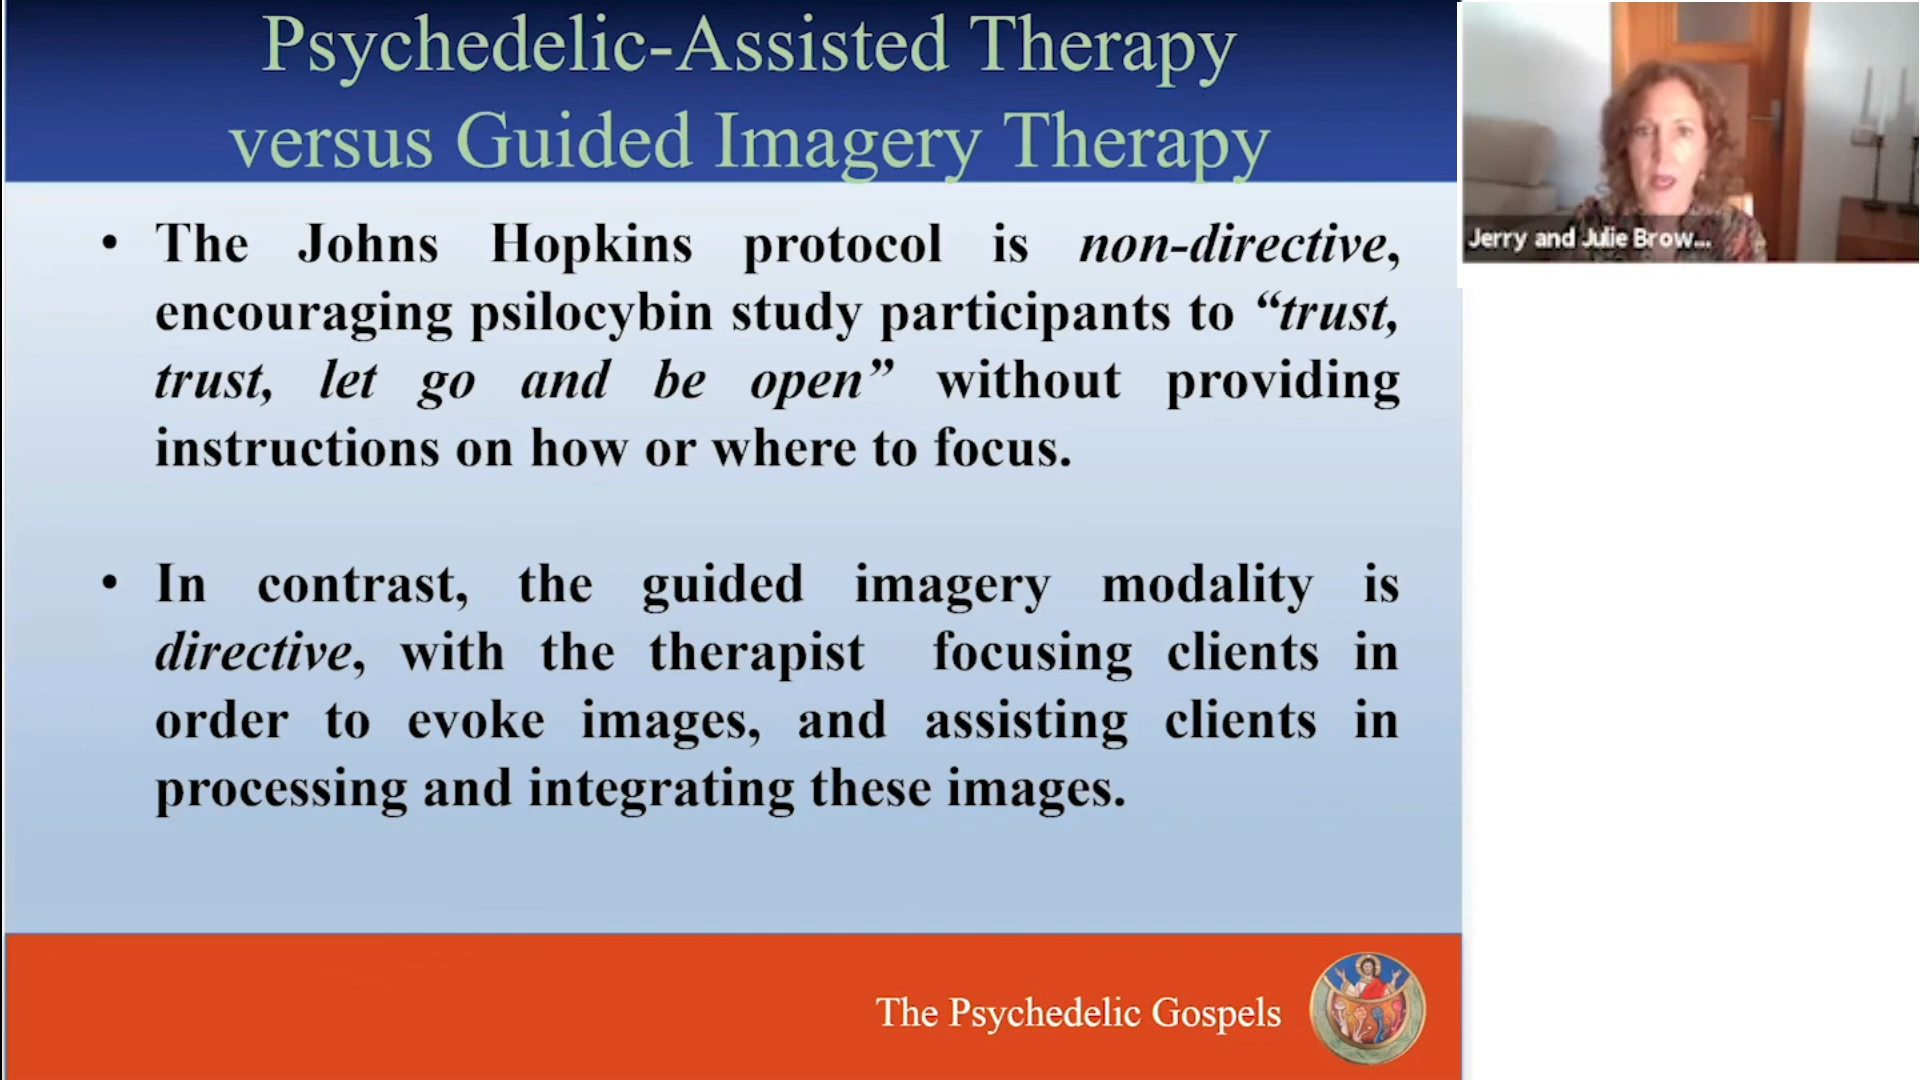 Psychedelic-Assisted Therapy
versus Guided Imagery Therapy
• The Johns Hopkins protocol is non-directive,
encouraging psilocybin study participants to “trust,
trust, let go and be open” without providing
instructions on how or where to focus.
• In contrast, the guided imagery modality is
directive, with the therapist focusing clients in
order to evoke images, and assisting clients in
processing and integrating these images.
The Psychedelic Gospels
Jerry and Julie Brow...